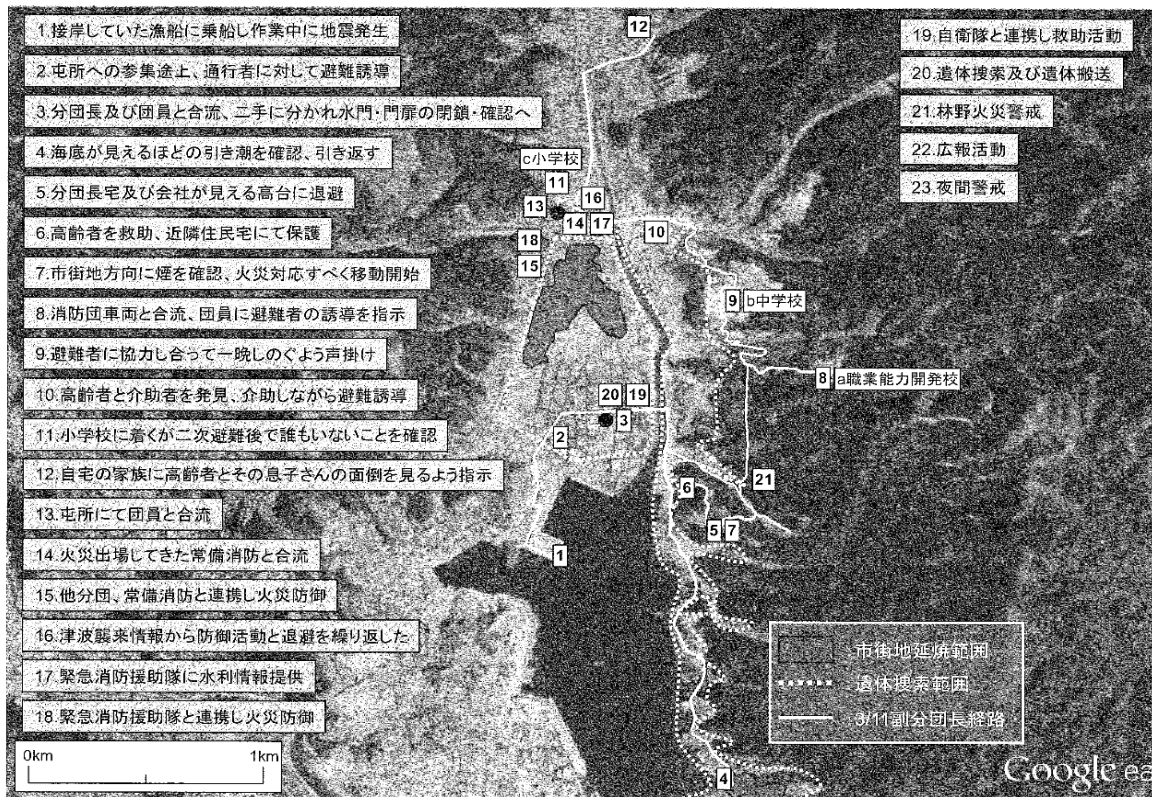 1.接岸していた漁船に乗船し作業中に地震発生
2.屯所への参集途上、通行者に対して避難誘導
3.分団長及び団員と合流、二手に分かれ水門・門扉の閉鎖・確認へ
4.海底が見えるほどの引き潮を確認、引き返す
5.分団長宅及び会社が見える高台に退避
6.高齢者を救助、近隣住民宅にて保護
7.市街地方向に煙を確認、火災対応すべく移動開始
8.消防団車両と合流、団員に避難者の誘導を指示
9.避難者に協力し合って一晩しのぐよう声掛け
10.高齢者と介助者を発見、介助しながら避難誘導
11.小学校に着くが二次避難後で誰もいないことを確認
12.自宅の家族に高齢者とその息子さんの面倒を見るよう指示
13.屯所にて団員と合流
14.火災出場してきた常備消防と合流
15.他分団、常備消防と連携し火災防御
16.津波襲来情報から防御活動と退避を繰り返した
17.緊急消防援助隊に水利情報提供
18.緊急消防援助隊と連携し火災防御
19.自衛隊と連携し救助活動
20.遺体捜索及び遺体搬送
21.林野火災警戒
22.広報活動
23.夜間警戒
12
c小学校
11
13
16
14
17
10
18
15
9
b中学校
8
a職業能力開発校
20
19
3
2
21
6
5
7
1
4
市街地延焼範囲
遺体捜索範囲
3/11副分団長経路
0km
1km
Google ea